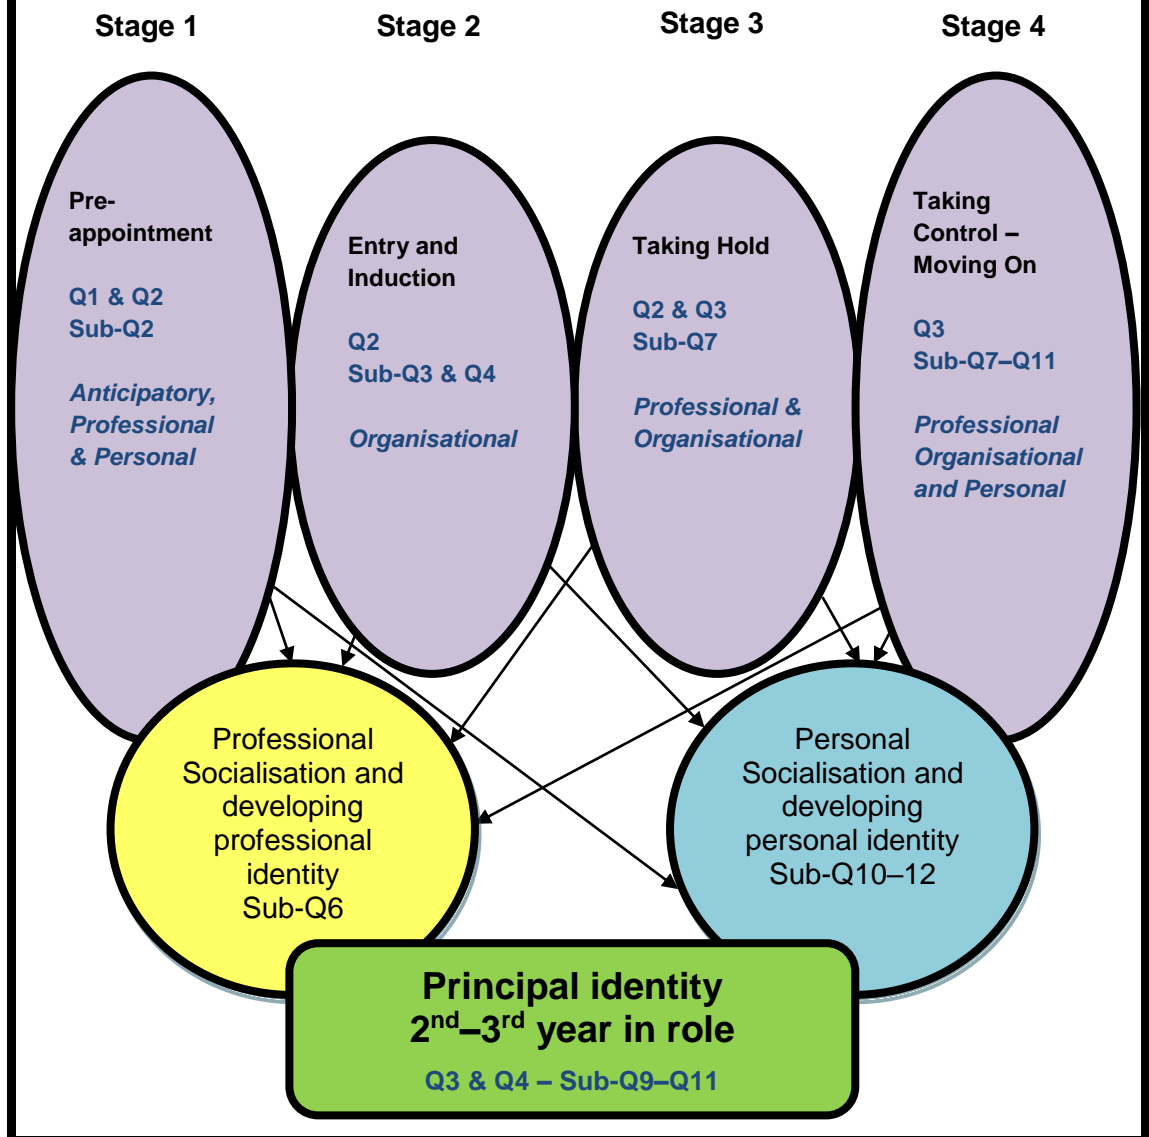 Stage 1
Stage 2
Stage 3
Stage 4
Pre-
appointment
Q1 & Q2
Sub-Q2
Anticipatory,
Professional
& Personal
Entry and
Induction
Q2
Sub-Q3 & Q4
Organisational
Taking Hold
Q2 & Q3
Sub-Q7
Professional &
Organisational
Taking
Control –
Moving On
Q3
Sub-Q7–Q11
Professional
Organisational
and Personal
Professional
Socialisation and
developing
professional
identity
Sub-Q6
Personal
Socialisation and
developing
personal identity
Sub-Q10–12
Principal identity
2nd–3rd year in role
Q3 & Q4 – Sub-Q9–Q11